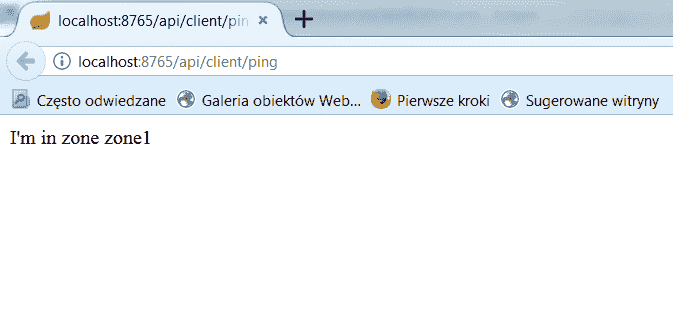 localhost:8765/api/client/pin
localhost:8765/api/client/ping
Często odwiedzane Galeria obiektów Web... Pierwsze kroki Sugerowane witryny
I'm in zone zone1